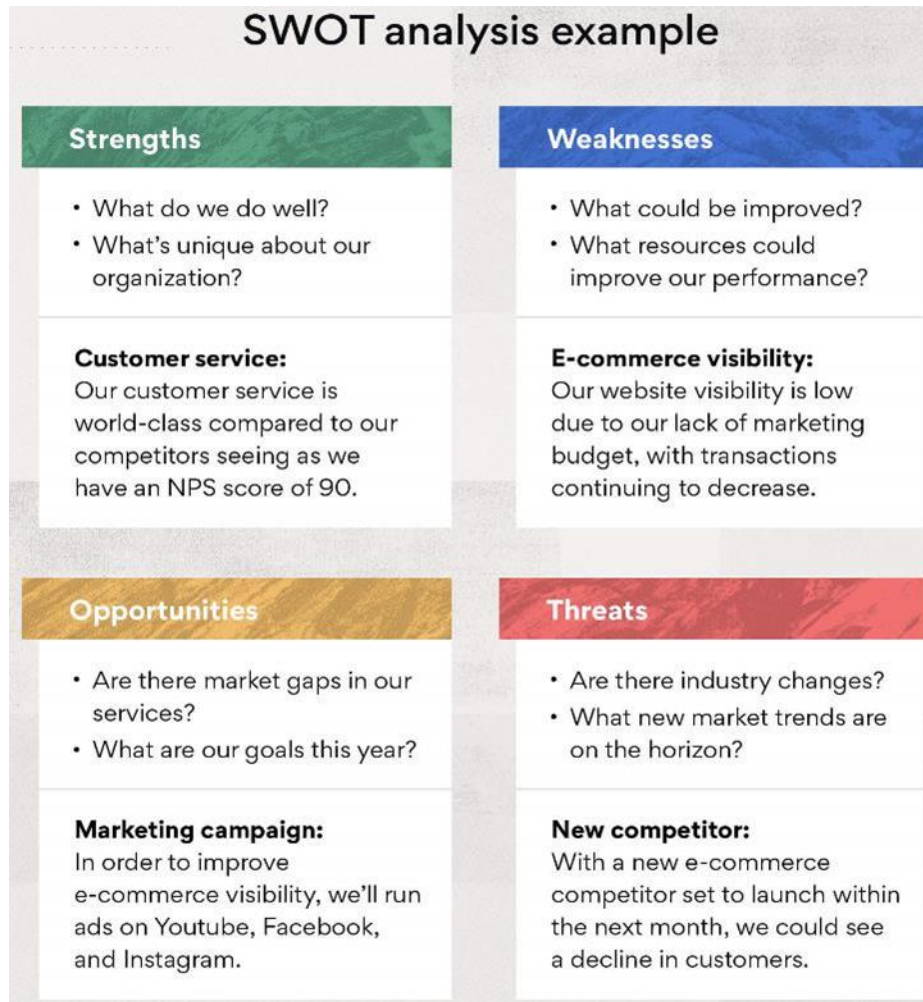 SWOT analysis example
Strengths
• What do we do well?
• What's unique about our
organization?
Customer service:
Our customer service is
world-class compared to our
competitors seeing as we
have an NPS score of 90.
Weaknesses
• What could be improved?
• What resources could
improve our performance?
E-commerce visibility:
Our website visibility is low
due to our lack of marketing
budget, with transactions
continuing to decrease.
Opportunities
• Are there market gaps in our
services?
• What are our goals this year?
Marketing campaign:
In order to improve
e-commerce visibility, we'll run
ads on Youtube, Facebook,
and Instagram.
Threats
• Are there industry changes?
• What new market trends are
on the horizon?
New competitor:
With a new e-commerce
competitor set to launch within
the next month, we could see
a decline in customers.